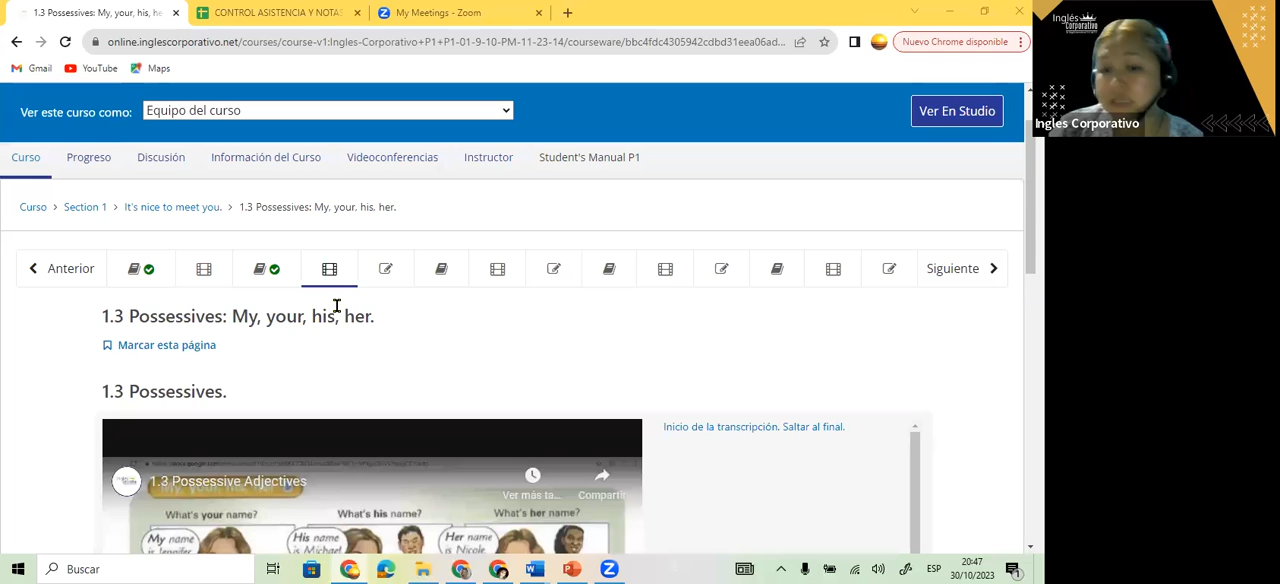 1.3 Possessives: My, your, his, he
CONTROL ASISTENCIA Y NOTAS
My Meetings - Zoom
online.inglescorporativo.net/courses/course-v1:Ingles-Corporativo+P1+P1-01-9-10-PM-11-23-14/courseware/bbc4fdc4305942cdbd31eea06ad...
Nuevo Chrome disponible
Gmail
YouTube
Maps
Inglés
Corporativo
Ingles Corporativo
Ver este curso como:
Equipo del curso
Ver En Studio
Curso
Progreso
Discusión
Información del Curso
Videoconferencias
Instructor
Student's Manual P1
Curso > Section 1 > It's nice to meet you. > 1.3 Possessives: My, your, his, her.
Anterior
Siguiente
1.3 Possessives: My, your, his, her.
Marcar esta página
1.3 Possessives.
Inicio de la transcripción. Saltar al final.
1.3 Possessive Adjectives
Ver más ta...
Compartir
What's your name?
What's his name?
What's her name?
My name
is Jennifer
His name
is Michael
Her name
is Nicole
Buscar
ESP
20:47
30/10/2023